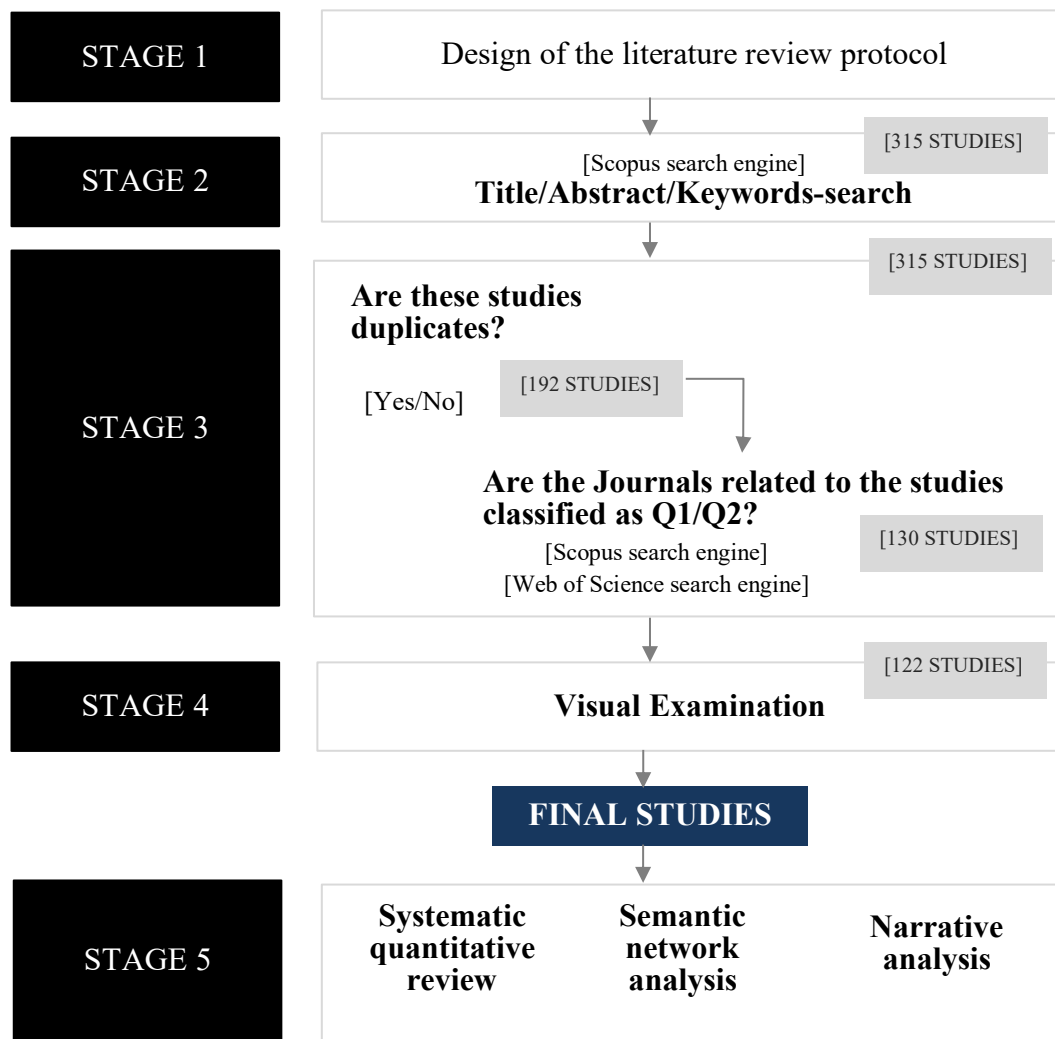 STAGE 1
Design of the literature review protocol
STAGE 2
[315 STUDIES]
[Scopus search engine]
Title/Abstract/Keywords-search
STAGE 3
[315 STUDIES]
Are these studies
duplicates?
[Yes/No]
[192 STUDIES]
Are the Journals related to the studies
classified as Q1/Q2?
[Scopus search engine]
[Web of Science search engine]
[130 STUDIES]
STAGE 4
[122 STUDIES]
Visual Examination
FINAL STUDIES
STAGE 5
Systematic
quantitative
review
Semantic
network
analysis
Narrative
analysis